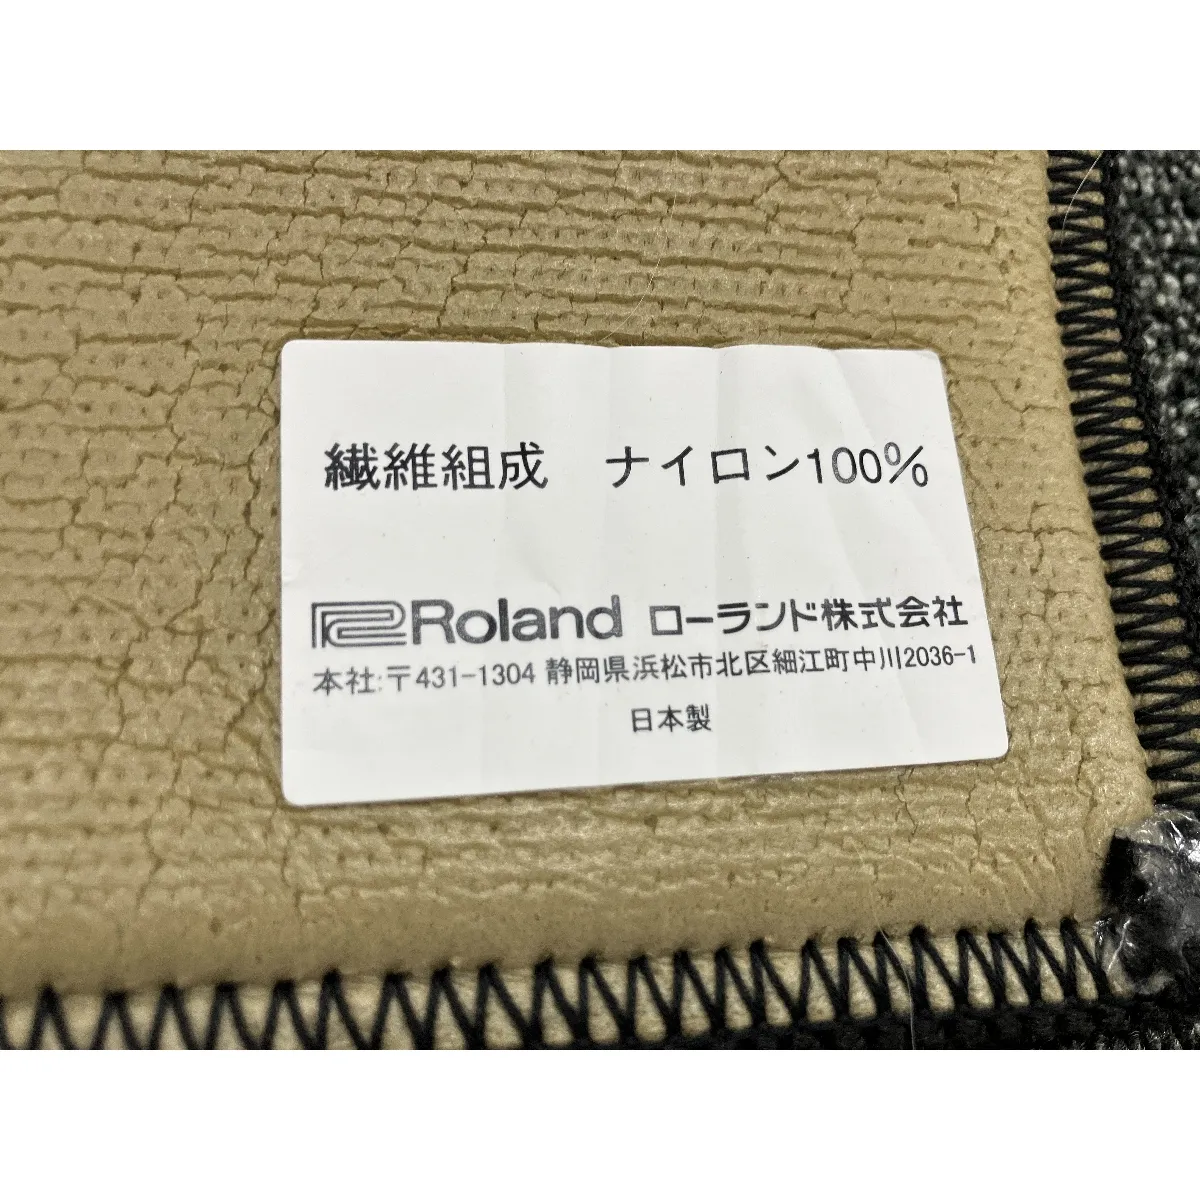 繊維組成　ナイロン100%
Roland ローランド株式会社
本社:〒431-1304 静岡県浜松市北区細江町中川2036-1
日本製